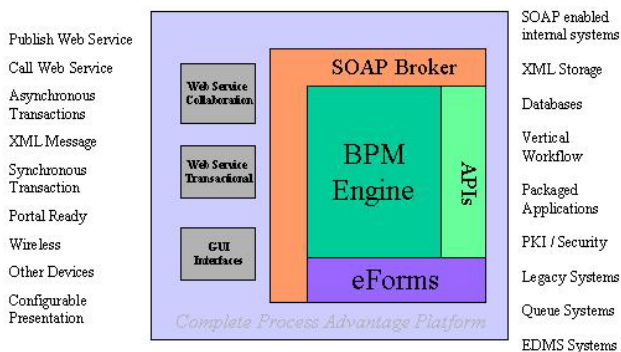 Publish Web Service
Call Web Service
Asynchronous
Transactions
XML Message
Synchronous
Transaction
Portal Ready
Wireless
Other Devices
Configurable
Presentation
Web Service
Collaboration
Web Service
Transactional
GUI
Interfaces
SOAP Broker
BPM
Engine
APIs
eForms
Complete Process Advantage Platform
SOAP enabled
internal systems
XML Storage
Databases
Vertical
Workflow
Packaged
Applications
PKI / Security
Legacy Systems
Queue Systems
EDMS Systems